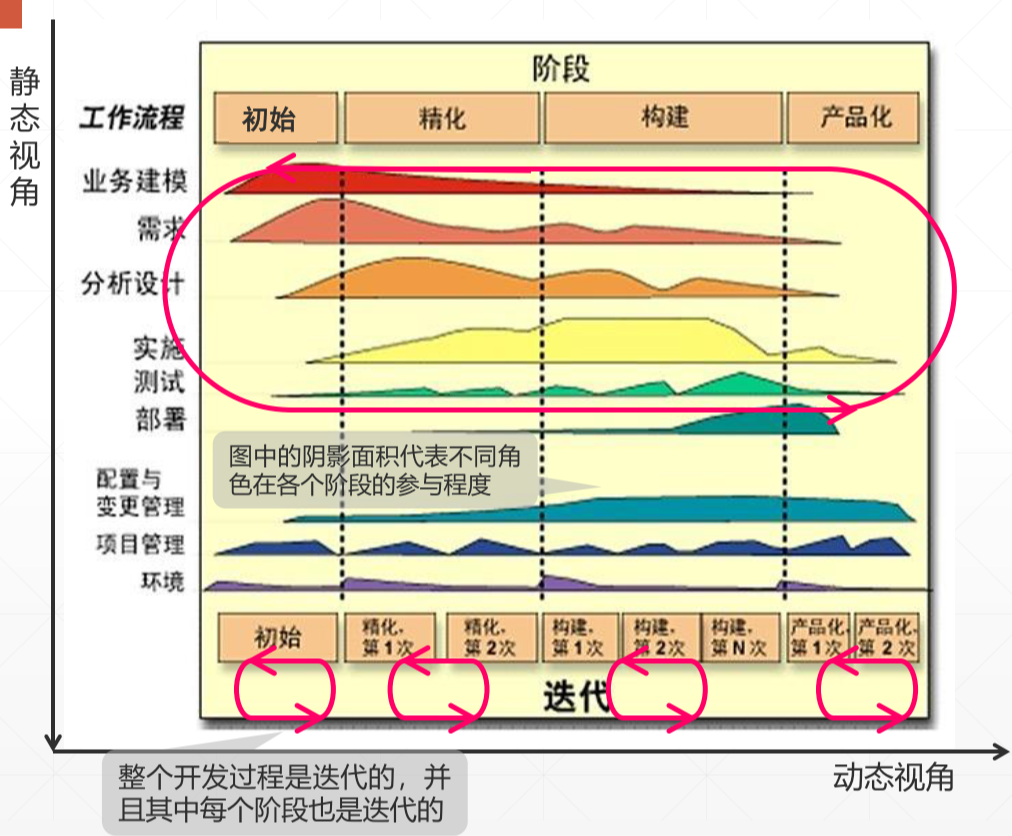 静态视角
阶段
工作流程
初始
精化
构建
产品化
业务建模
需求
分析设计
实施
测试
部署
图中的阴影面积代表不同角
色在各个阶段的参与程度
配置与
变更管理
项目管理
环境
初始
精化,
第1次
精化,
第2次
构建,
第1次
构建,
第2次
构建,
第N次
产品化,
第1次
产品化,
第2次
迭代
整个开发过程是迭代的，并
且其中每个阶段也是迭代的
动态视角